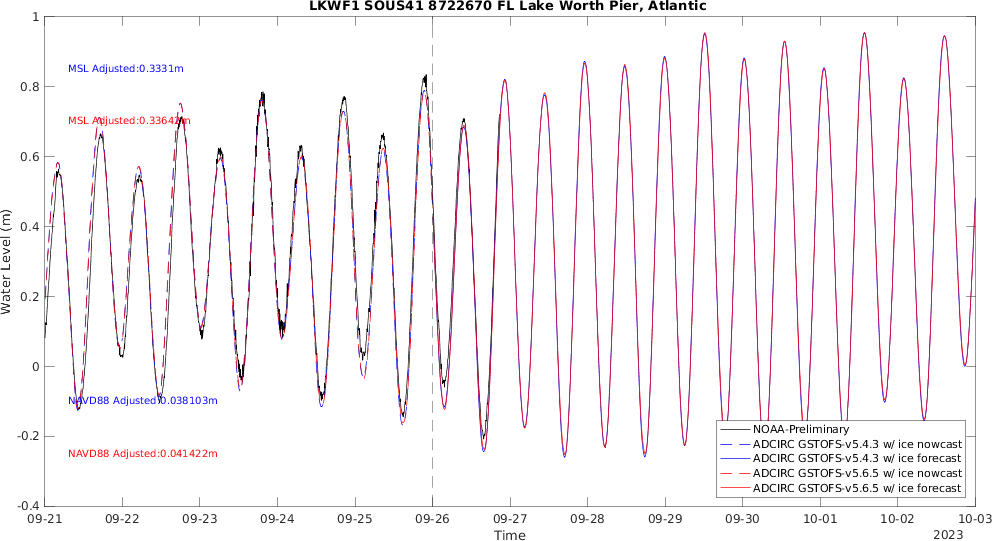 LKWF1 SOUS41 8722670 FL Lake Worth Pier, Atlantic
1
0.8
0.6
0.4
0.2
0
-0.2
-0.4
Water Level (m)
MSL Adjusted:0.3331m
MSL Adjusted:0.33642m
NAVD88 Adjusted:0.038103m
NAVD88 Adjusted:0.041422m
NOAA-Preliminary
ADCIRC GSTOFS-v5.4.3 w/ ice nowcast
ADCIRC GSTOFS-v5.4.3 w/ ice forecast
ADCIRC GSTOFS-v5.6.5 w/ ice nowcast
ADCIRC GSTOFS-v5.6.5 w/ ice forecast
09-21 09-22 09-23 09-24 09-25 09-26 09-27 09-28 09-29 09-30 10-01 10-02 10-03
Time
2023